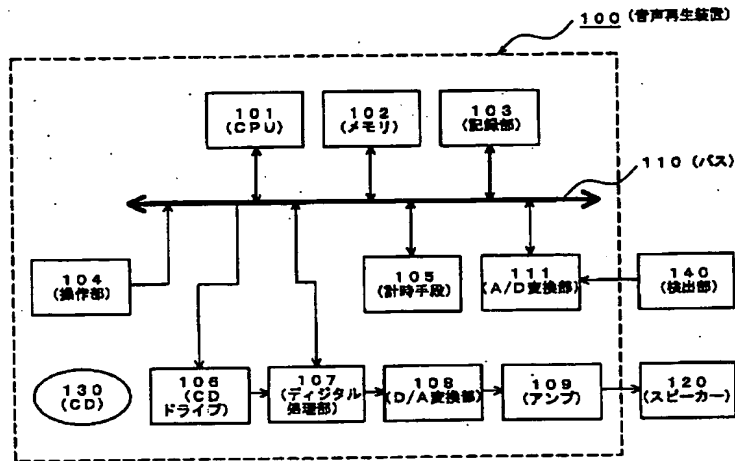 100 (音声再生装置)
101
(CPU)
102
(メモリ)
103
(記録部)
110 (バス)
104
(操作部)
105
(計時手段)
111
(A/D変換部)
140
(検出部)
130
(CD)
106
(CD
ドライブ)
107
(ディジタル
処理部)
108
(D/A変換部)
109
(アンプ)
120
(スピーカー)